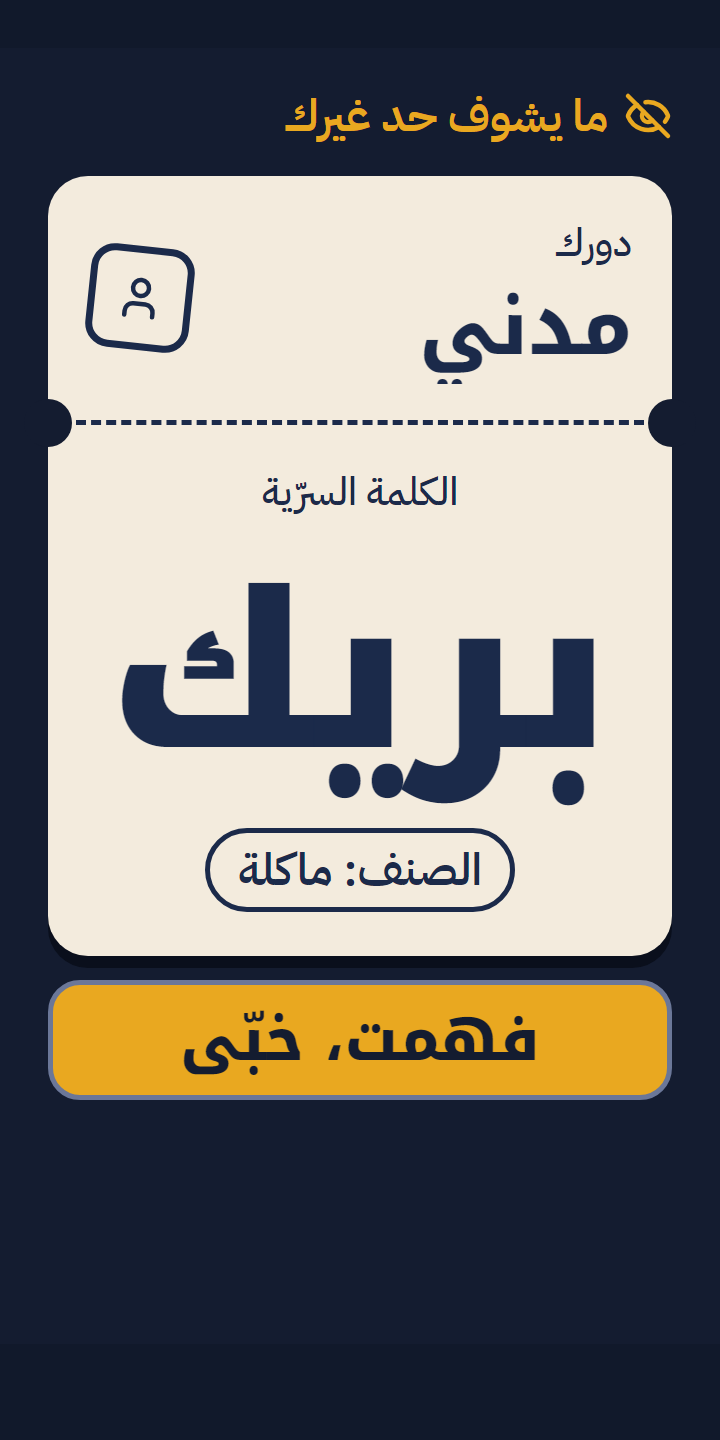 ما يشوف حد غيرك
دورك
مدني
الكلمة السرّية
بريك
الصنف: ماكلة
فهمت، خبّى